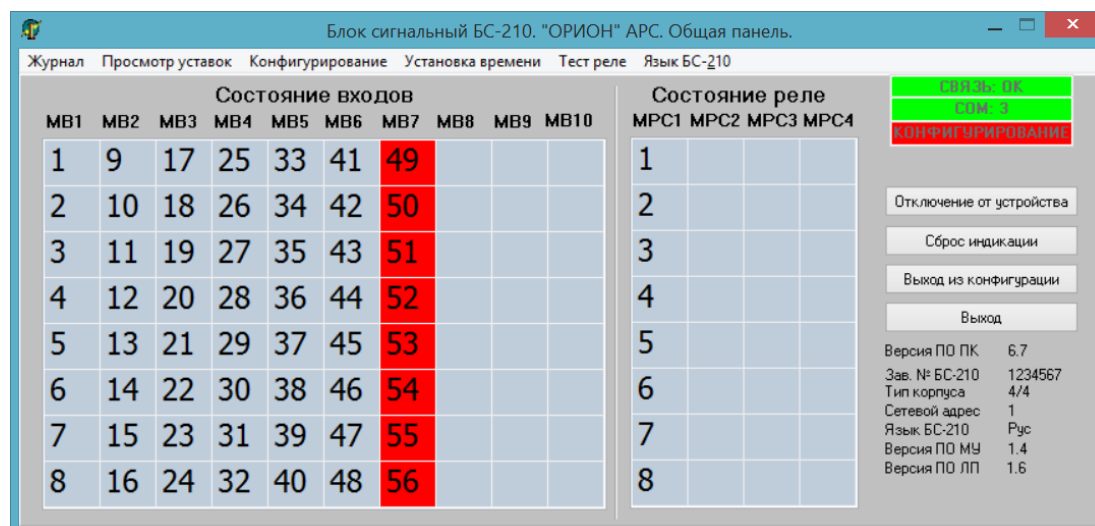 Блок сигнальный БС-210. "ОРИОН" АРС. Общая панель.
Журнал Просмотр уставок Конфигурирование Установка времени Тест реле Язык БС-210
Состояние входов
МВ1 МВ2 МВ3 МВ4 МВ5 МВ6 МВ7 МВ8 МВ9 МВ10
1 9 17 25 33 41 49
2 10 18 26 34 42 50
3 11 19 27 35 43 51
4 12 20 28 36 44 52
5 13 21 29 37 45 53
6 14 22 30 38 46 54
7 15 23 31 39 47 55
8 16 24 32 40 48 56
Состояние реле
МРС1 МРС2 МРС3 МРС4
1
2
3
4
5
6
7
8
СВЯЗЬ: ОК
COM: 3
КОНФИГУРИРОВАНИЕ
Отключение от устройства
Сброс индикации
Выход из конфигурации
Выход
Версия ПО ПК 6.7
Зав. № БС-210 1234567
Тип корпуса 4/4
Сетевой адрес 1
Язык БС-210 Рус
Версия ПО МУ 1.4
Версия ПО ЛП 1.6